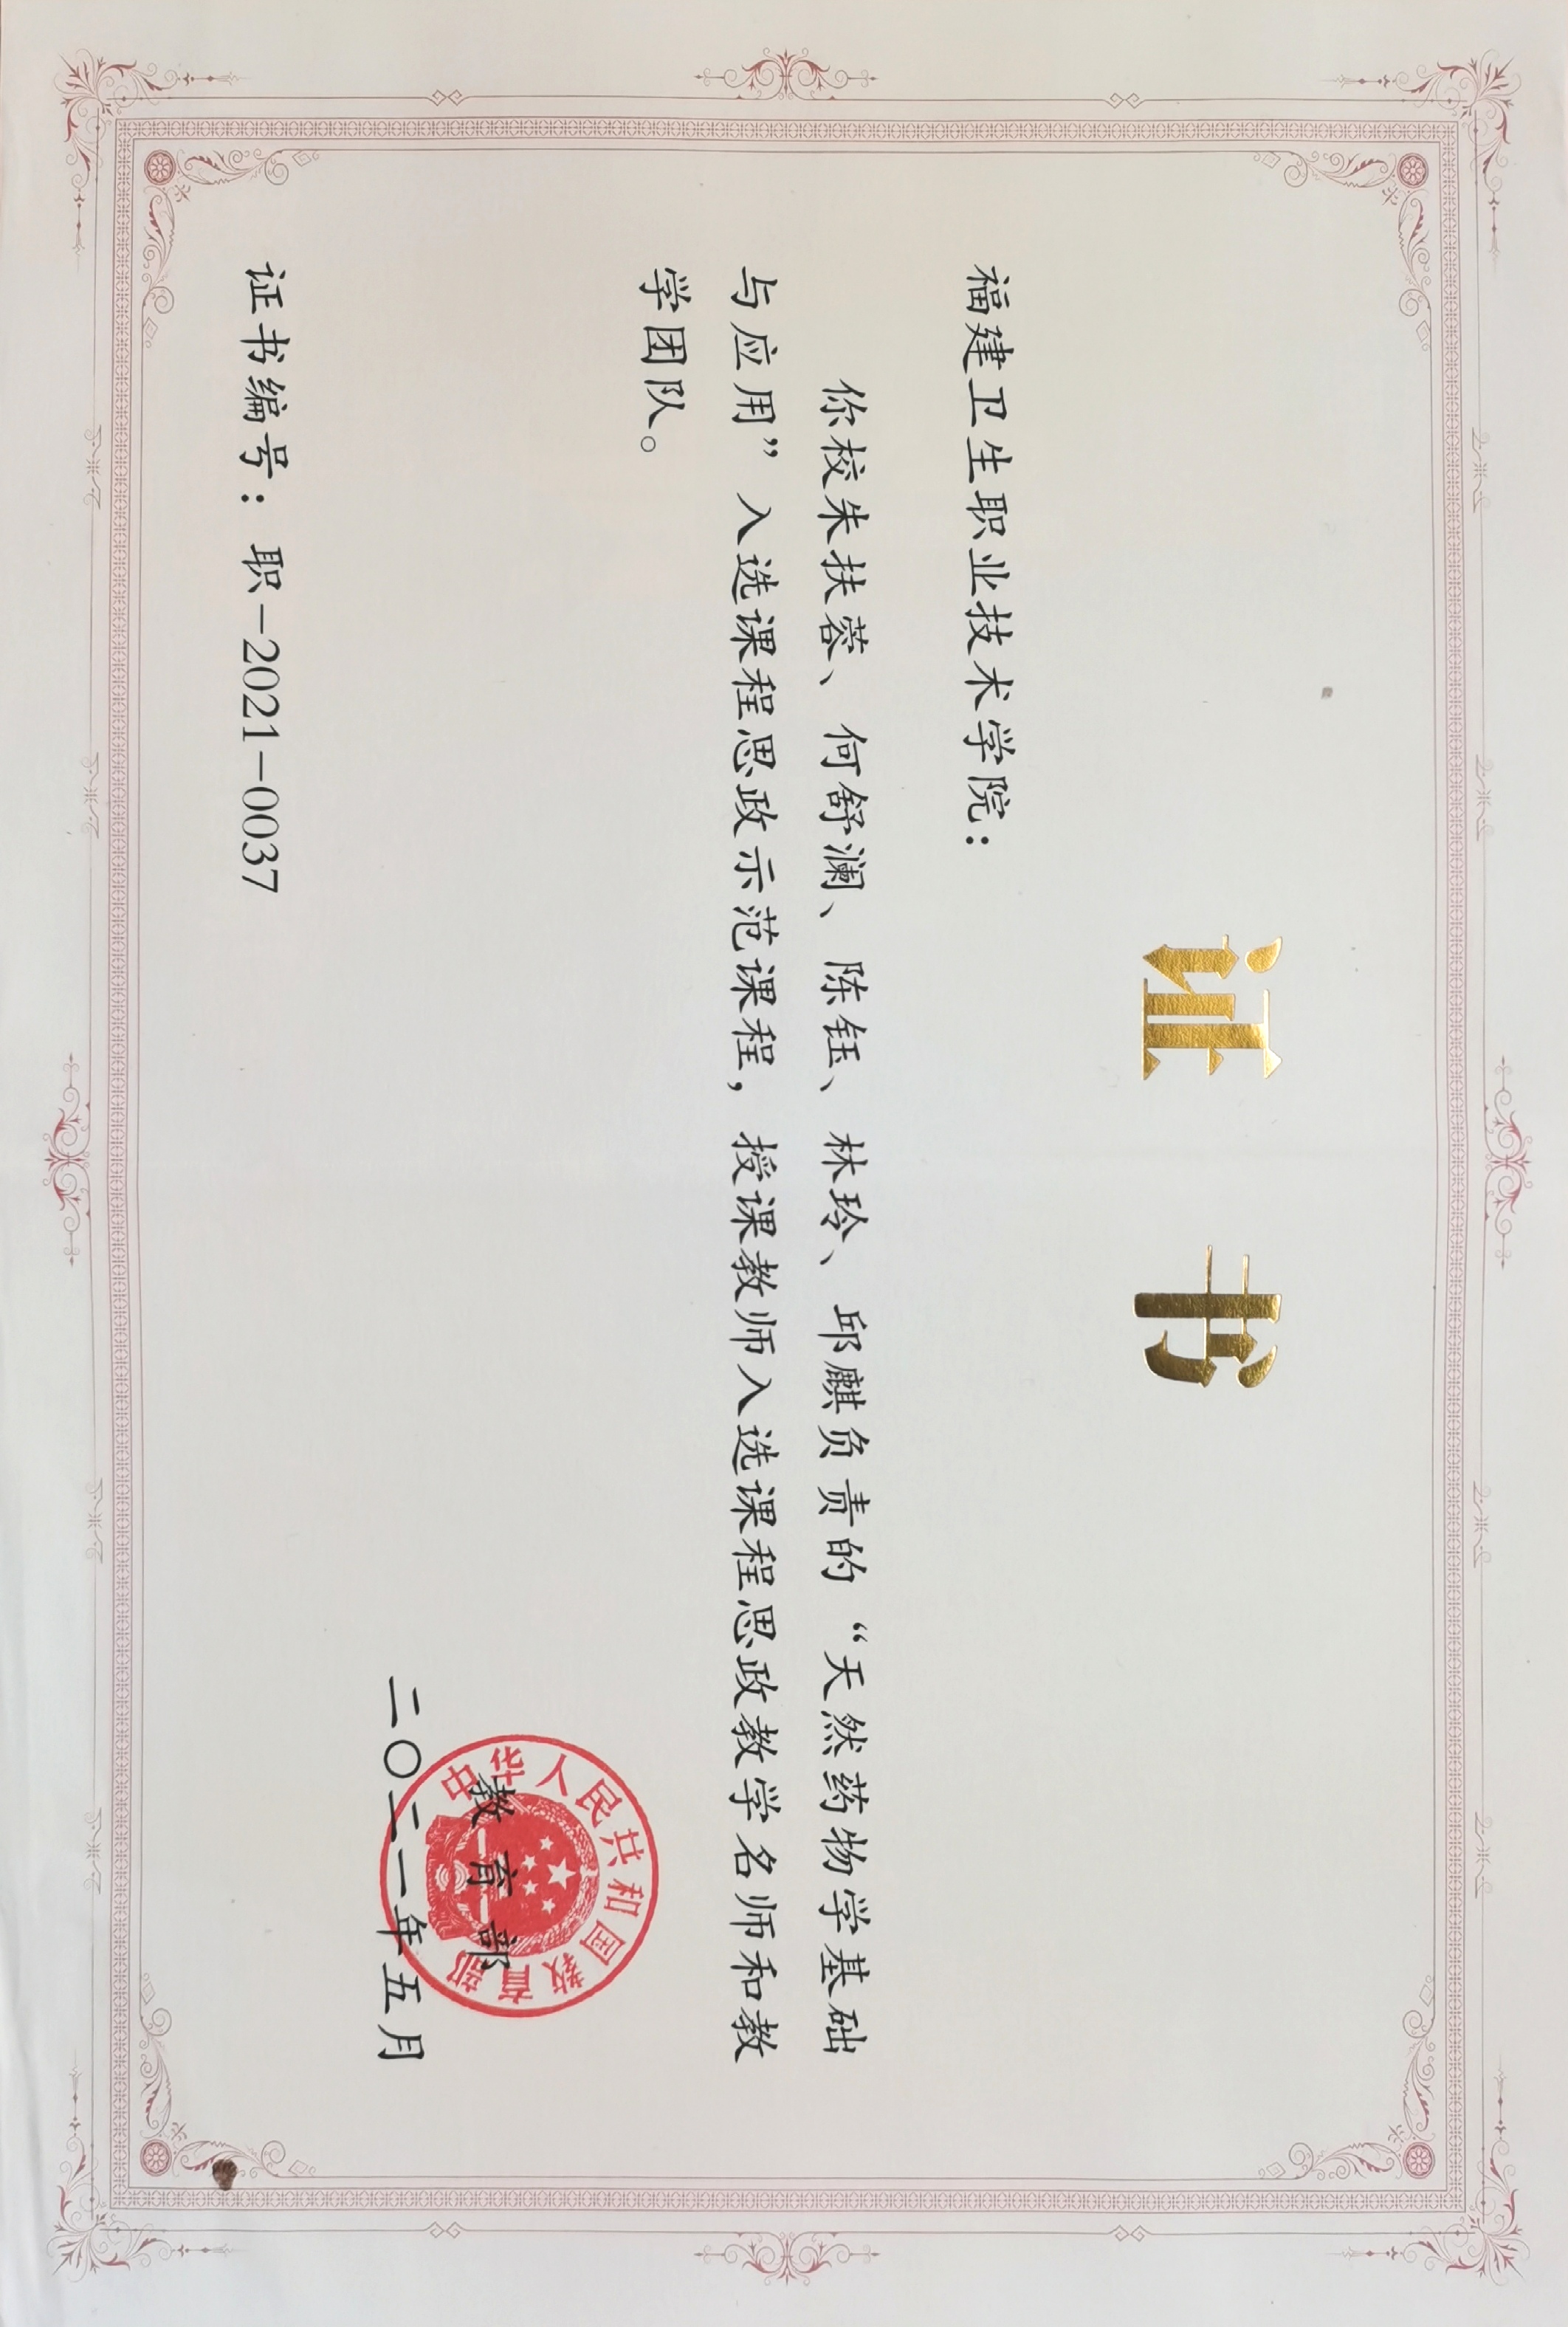 证书
福建卫生职业技术学院：
你校朱扶蓉、何舒澜、陈钰、林玲、邱麒负责的“天然药物学基础
与应用”入选课程思政示范课程，授课教师入选课程思政教学名师和教
学团队。
中华人民共和国教育部
教育部
二〇二一年五月
证书编号：职-2021-0037